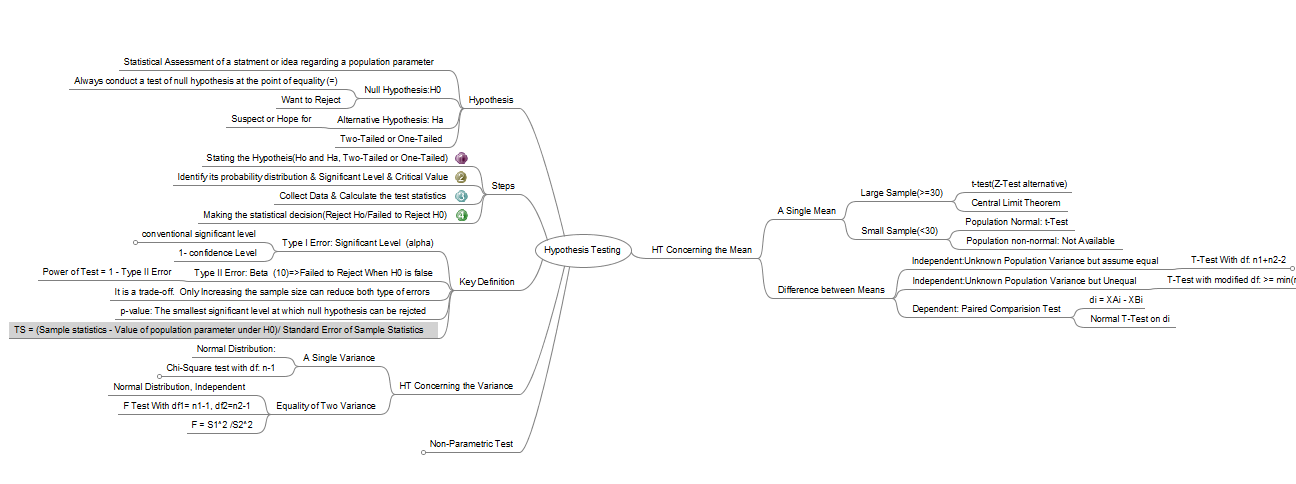 Statistical Assessment of a statment or idea regarding a population parameter
Always conduct a test of null hypothesis at the point of equality (=)
Want to Reject
Null Hypothesis:H0
Suspect or Hope for
Alternative Hypothesis: Ha
Two-Tailed or One-Tailed
Hypothesis
Stating the Hypotheis(Ho and Ha, Two-Tailed or One-Tailed)
Identify its probability distribution & Significant Level & Critical Value
2
Collect Data & Calculate the test statistics
Making the statistical decision(Reject Ho/Failed to Reject H0)
4
Steps
conventional significant level
1- confidence Level
Type I Error: Significant Level (alpha)
Power of Test = 1 - Type II Error
Type II Error: Beta (10)=>Failed to Reject When H0 is false
It is a trade-off. Only Increasing the sample size can reduce both type of errors
p-value: The smallest significant level at which null hypothesis can be rejcted
TS = (Sample statistics - Value of population parameter under H0)/ Standard Error of Sample Statistics
Key Definition
Normal Distribution:
Chi-Square test with df: n-1
A Single Variance
Normal Distribution, Independent
F Test With df1= n1-1, df2=n2-1
F = S1^2 /S2^2
Equality of Two Variance
HT Concerning the Variance
Non-Parametric Test
Hypothesis Testing
HT Concerning the Mean
A Single Mean
Large Sample(>=30)
t-test(Z-Test alternative)
Central Limit Theorem
Small Sample(<30)
Population Normal: t-Test
Population non-normal: Not Available
Difference between Means
Independent:Unknown Population Variance but assume equal
T-Test With df: n1+n2-2
Independent:Unknown Population Variance but Unequal
T-Test with modified df: >= min(
Dependent: Paired Comparision Test
di = XAi - XBi
Normal T-Test on di